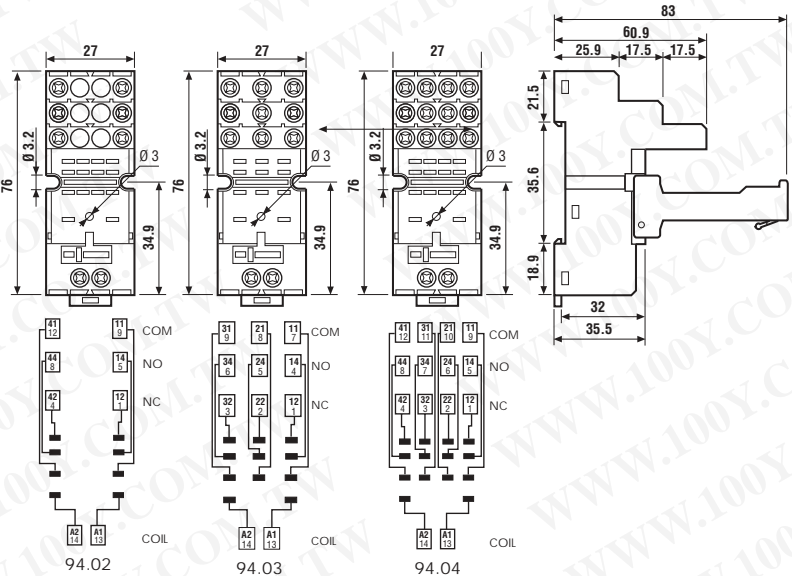 27
27
27
83
60.9
25.9 17.5 17.5
76
Ø 3.2
Ø 3
34.9
76
Ø 3.2
Ø 3
34.9
76
Ø 3.2
Ø 3
34.9
21.5
35.6
18.9
32
35.5
41 11
12 9
COM
44 14
8 5
NO
42 12
4 1
NC
A2 A1
14 13
COIL
94.02
31 21 11
9 8 7
COM
34 24 14
6 5 4
NO
32 22 12
3 2 1
NC
A2 A1
14 13
COIL
94.03
41 31 21 11
12 11 10 9
COM
44 34 24 14
8 7 6 5
NO
42 32 22 12
4 3 2 1
NC
A2 A1
14 13
COIL
94.04
WWW.100Y.COM.TW